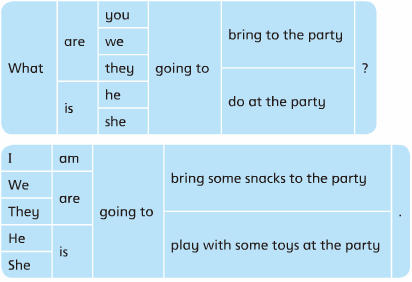 you
are we bring to the party
they
What going to ?
he
is do at the party
she
I am
We bring some snacks to the party
are
They going to .
He
is play with some toys at the party
She